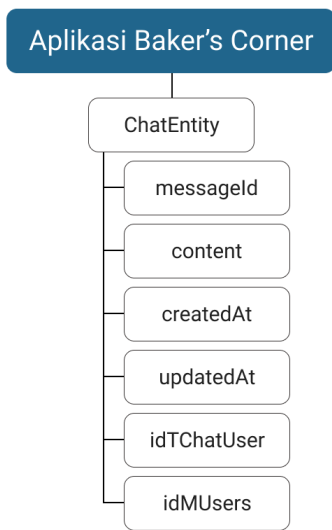 Aplikasi Baker’s Corner
ChatEntity
messageId
content
createdAt
updatedAt
idTChatUser
idMUsers